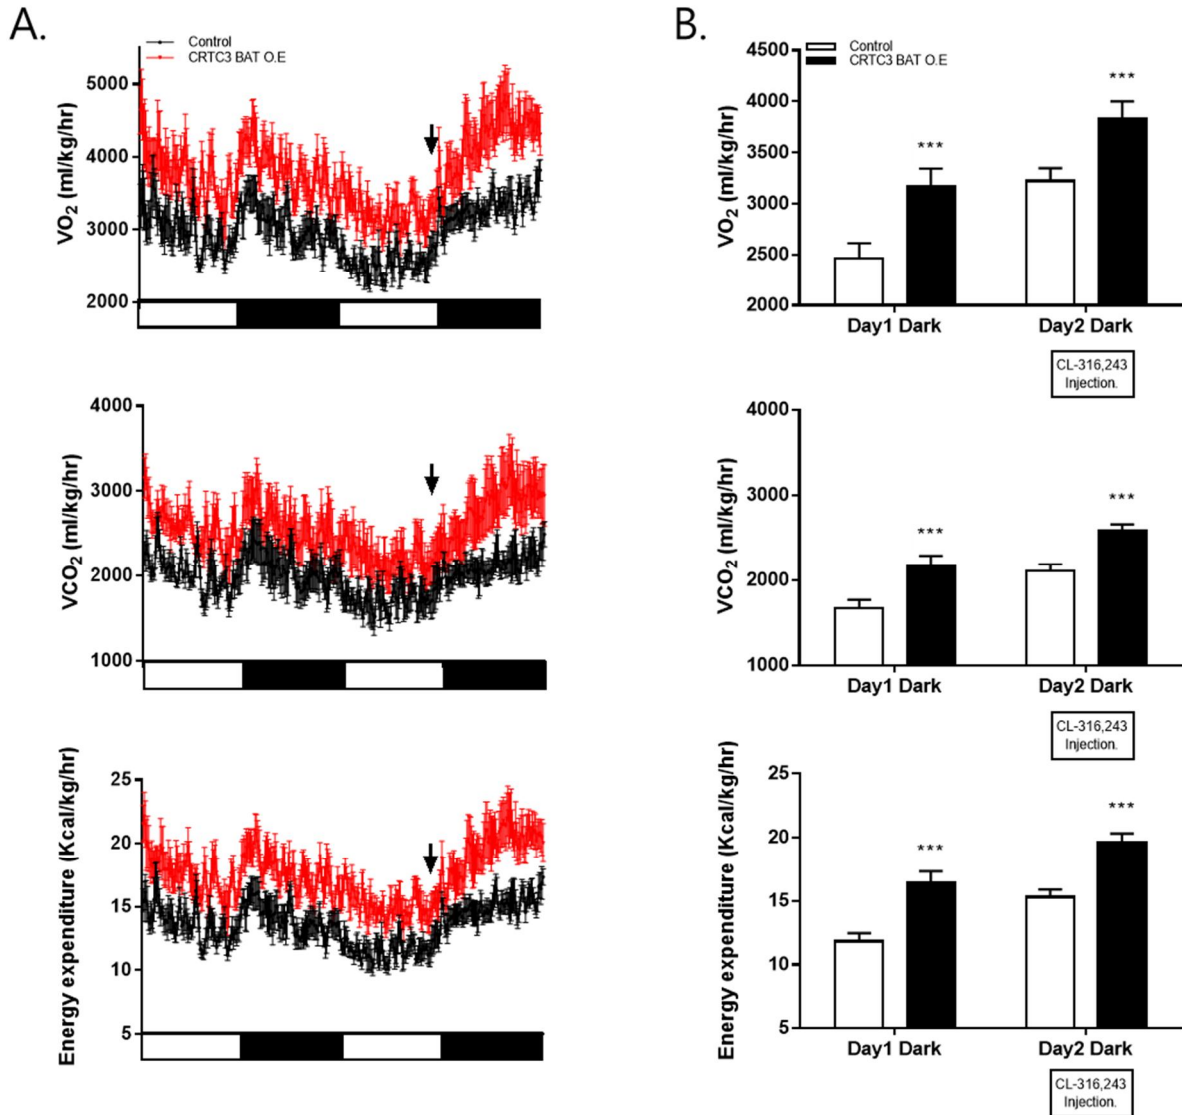 A.
Control
CRTC3 BAT O.E
VO₂ (ml/kg/hr)
5000
4000
3000
2000
VCO₂ (ml/kg/hr)
4000
3000
2000
1000
Energy expenditure (Kcal/kg/hr)
25
20
15
10
5
B.
Control
CRTC3 BAT O.E
VO₂ (ml/kg/hr)
4500
4000
3500
3000
2500
2000
***
***
Day1 Dark
Day2 Dark
CL-316,243
Injection.
VCO₂ (ml/kg/hr)
4000
3000
2000
1000
***
***
Day1 Dark
Day2 Dark
CL-316,243
Injection.
Energy expenditure (Kcal/kg/hr)
25
20
15
10
5
***
***
Day1 Dark
Day2 Dark
CL-316,243
Injection.